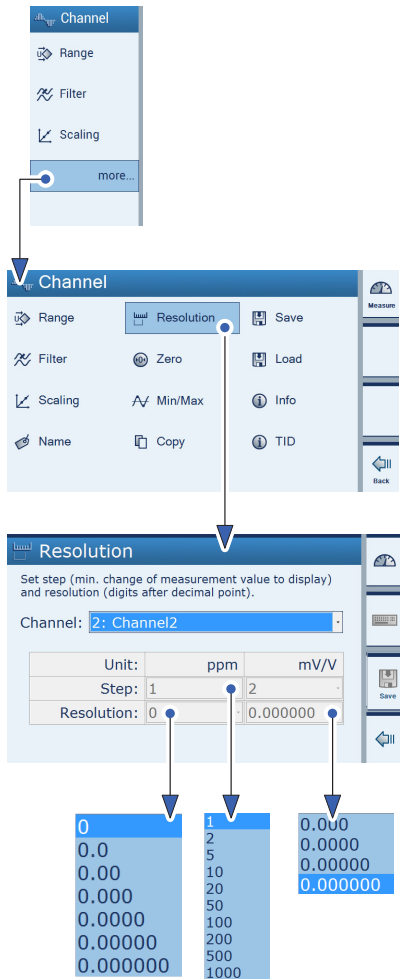 Channel
Range
Filter
Scaling
more...
Channel
Measure
Range
Resolution
Save
Filter
Zero
Load
Scaling
Min/Max
Info
Name
Copy
TID
Back
Resolution
Set step (min. change of measurement value to display)
and resolution (digits after decimal point).
Channel: 2: Channel2
Unit: ppm mV/V
Step: 1 2
Save
Resolution: 0 0.000000
0
0.0
0.00
0.000
0.0000
0.00000
0.000000
1
2
5
10
20
50
100
200
500
1000
0.000
0.0000
0.00000
0.000000